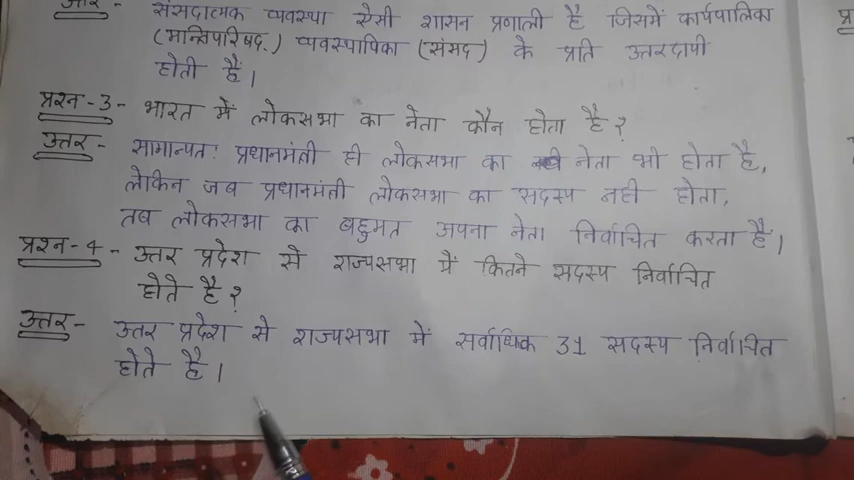 उत्तर - संसदात्मक व्यवस्था ऐसी शासन प्रणाली है जिसमें कार्यपालिका
(मन्त्रिपरिषद्) व्यवस्थापिका (संसद) के प्रति उत्तरदायी
होती है।
प्रश्न-3- भारत में लोकसभा का नेता कौन होता है?
उत्तर- सामान्यतः प्रधानमंत्री ही लोकसभा का नेता भी होता है,
लेकिन जब प्रधानमंत्री लोकसभा का सदस्य नही होता,
तब लोकसभा का बहुमत अपना नेता निर्वाचित करता है।
प्रश्न-4- उत्तर प्रदेश से राज्यसभा में कितने सदस्य निर्वाचित
होते है?
उत्तर- उत्तर प्रदेश से राज्यसभा में सर्वाधिक 31 सदस्य निर्वाचित
होते है।